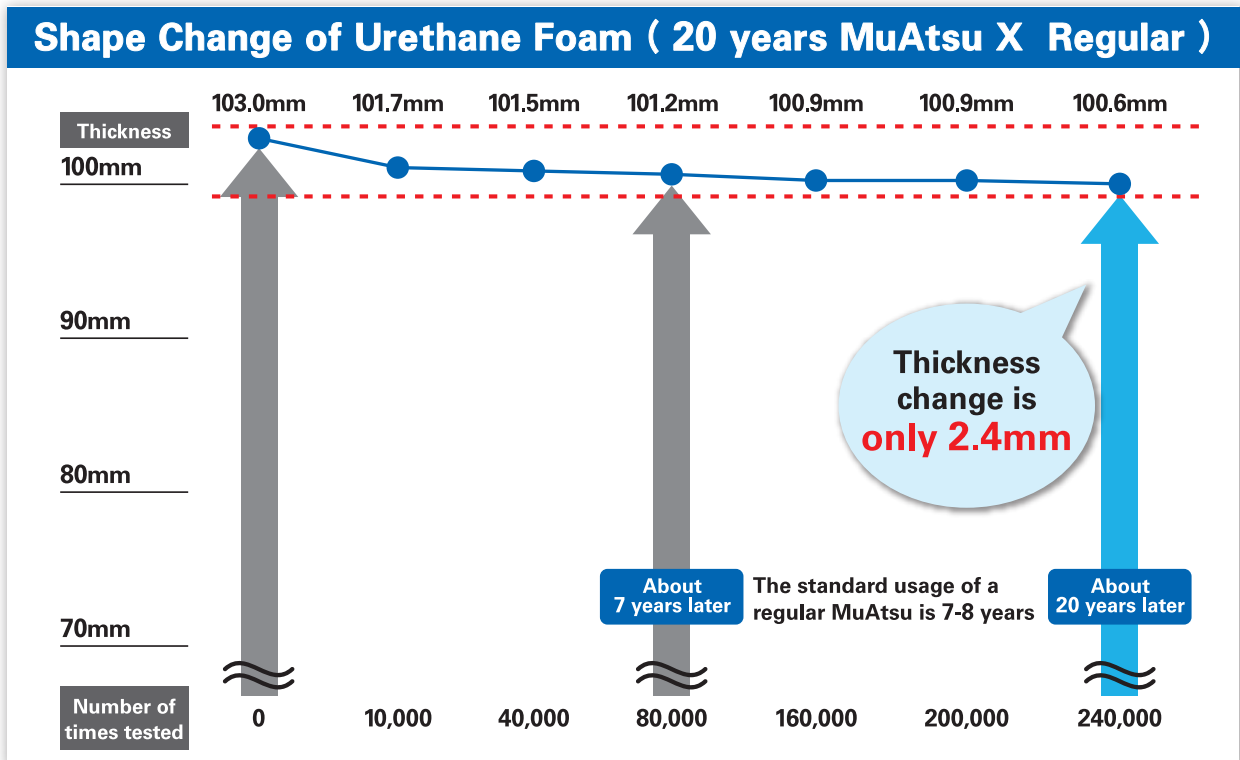 Shape Change of Urethane Foam ( 20 years MuAtsu X Regular )
103.0mm 101.7mm 101.5mm 101.2mm 100.9mm 100.9mm 100.6mm
Thickness
100mm
90mm
80mm
70mm
Thickness
change is
only 2.4mm
About
7 years later
The standard usage of a
regular MuAtsu is 7-8 years
About
20 years later
Number of
times tested
0 10,000 40,000 80,000 160,000 200,000 240,000